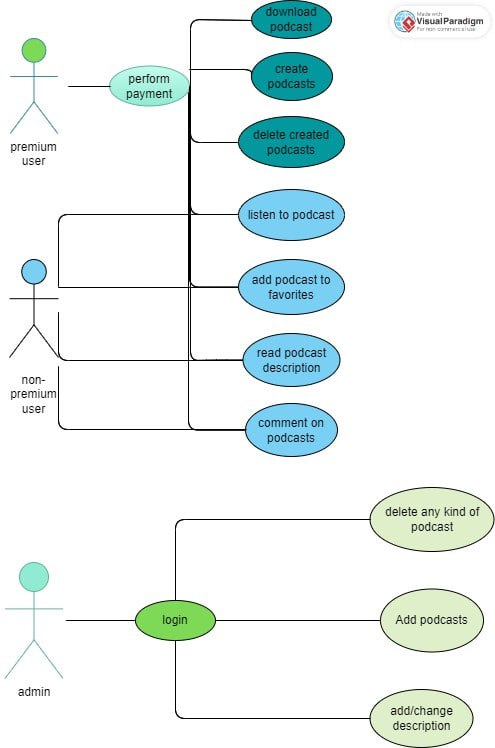 download
podcast
Made with
VisualParadigm
For non-commercial use
create
podcasts
perform
payment
premium
user
delete created
podcasts
listen to podcast
add podcast to
favorites
read podcast
description
non-
premium
user
comment on
podcasts
delete any kind of
podcast
login
Add podcasts
admin
add/change
description